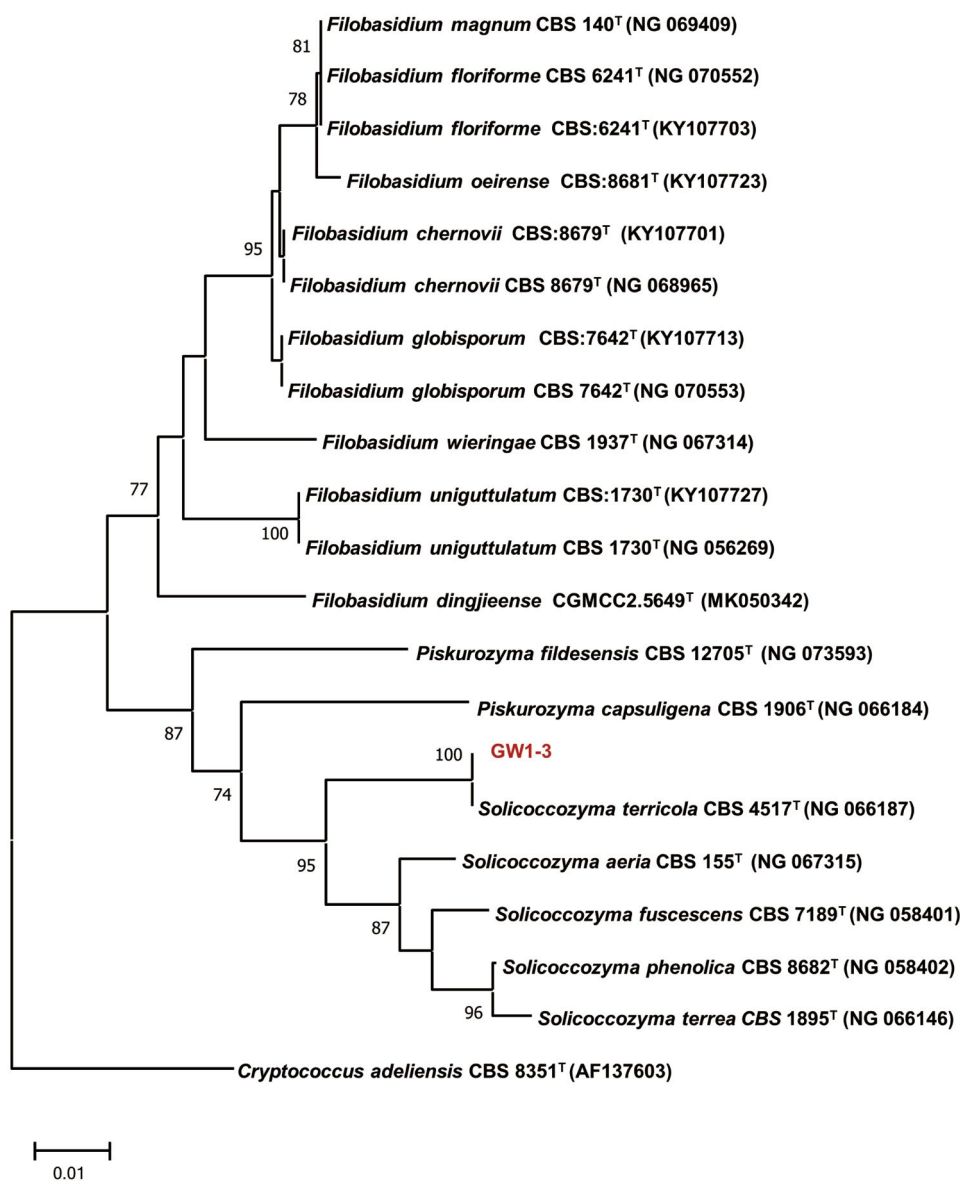 Filobasidium magnum CBS 140ᵀ (NG 069409)
81
Filobasidium floriforme CBS 6241ᵀ (NG 070552)
78
Filobasidium floriforme CBS:6241ᵀ (KY107703)
Filobasidium oeirense CBS:8681ᵀ (KY107723)
Filobasidium chernovii CBS:8679ᵀ (KY107701)
95
Filobasidium chernovii CBS 8679ᵀ (NG 068965)
Filobasidium globisporum CBS:7642ᵀ (KY107713)
Filobasidium globisporum CBS 7642ᵀ (NG 070553)
Filobasidium wieringae CBS 1937ᵀ (NG 067314)
77
Filobasidium uniguttulatum CBS:1730ᵀ (KY107727)
100
Filobasidium uniguttulatum CBS 1730ᵀ (NG 056269)
Filobasidium dingjieense CGMCC2.5649ᵀ (MK050342)
Piskurozyma fildesensis CBS 12705ᵀ (NG 073593)
Piskurozyma capsuligena CBS 1906ᵀ (NG 066184)
87
100
GW1-3
74
Solicoccozyma terricola CBS 4517ᵀ (NG 066187)
Solicoccozyma aeria CBS 155ᵀ (NG 067315)
95
Solicoccozyma fuscescens CBS 7189ᵀ (NG 058401)
87
Solicoccozyma phenolica CBS 8682ᵀ (NG 058402)
96
Solicoccozyma terrea CBS 1895ᵀ (NG 066146)
Cryptococcus adeliensis CBS 8351ᵀ (AF137603)
0.01